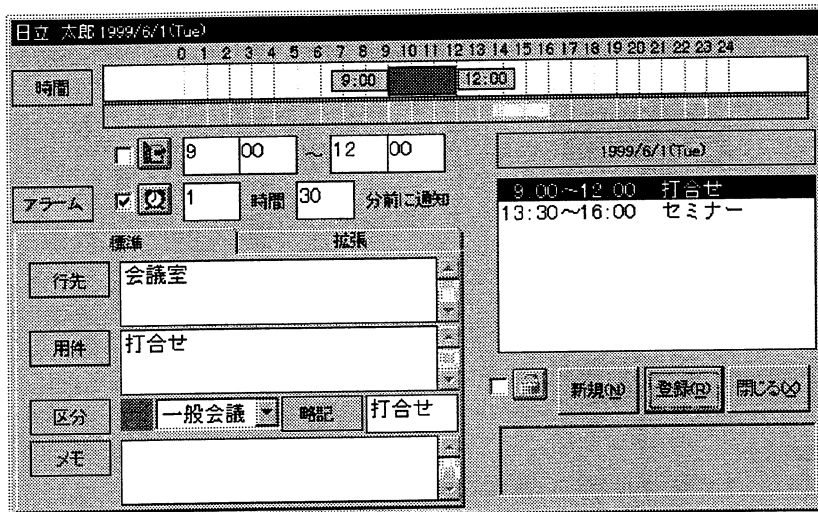 日立 太郎 1999/6/1(Tue)
0 1 2 3 4 5 6 7 8 9 10 11 12 13 14 15 16 17 18 19 20 21 22 23 24
時間 9:00 12:00
9 00 ～ 12 00
1999/6/1(Tue)
アラーム 1 時間 30 分前に通知
9:00～12:00 打合せ
13:30～16:00 セミナー
標準 拡張
行先 会議室
用件 打合せ
新規(N) 登録(R) 閉じる(X)
区分 一般会議 略記 打合せ
メモ